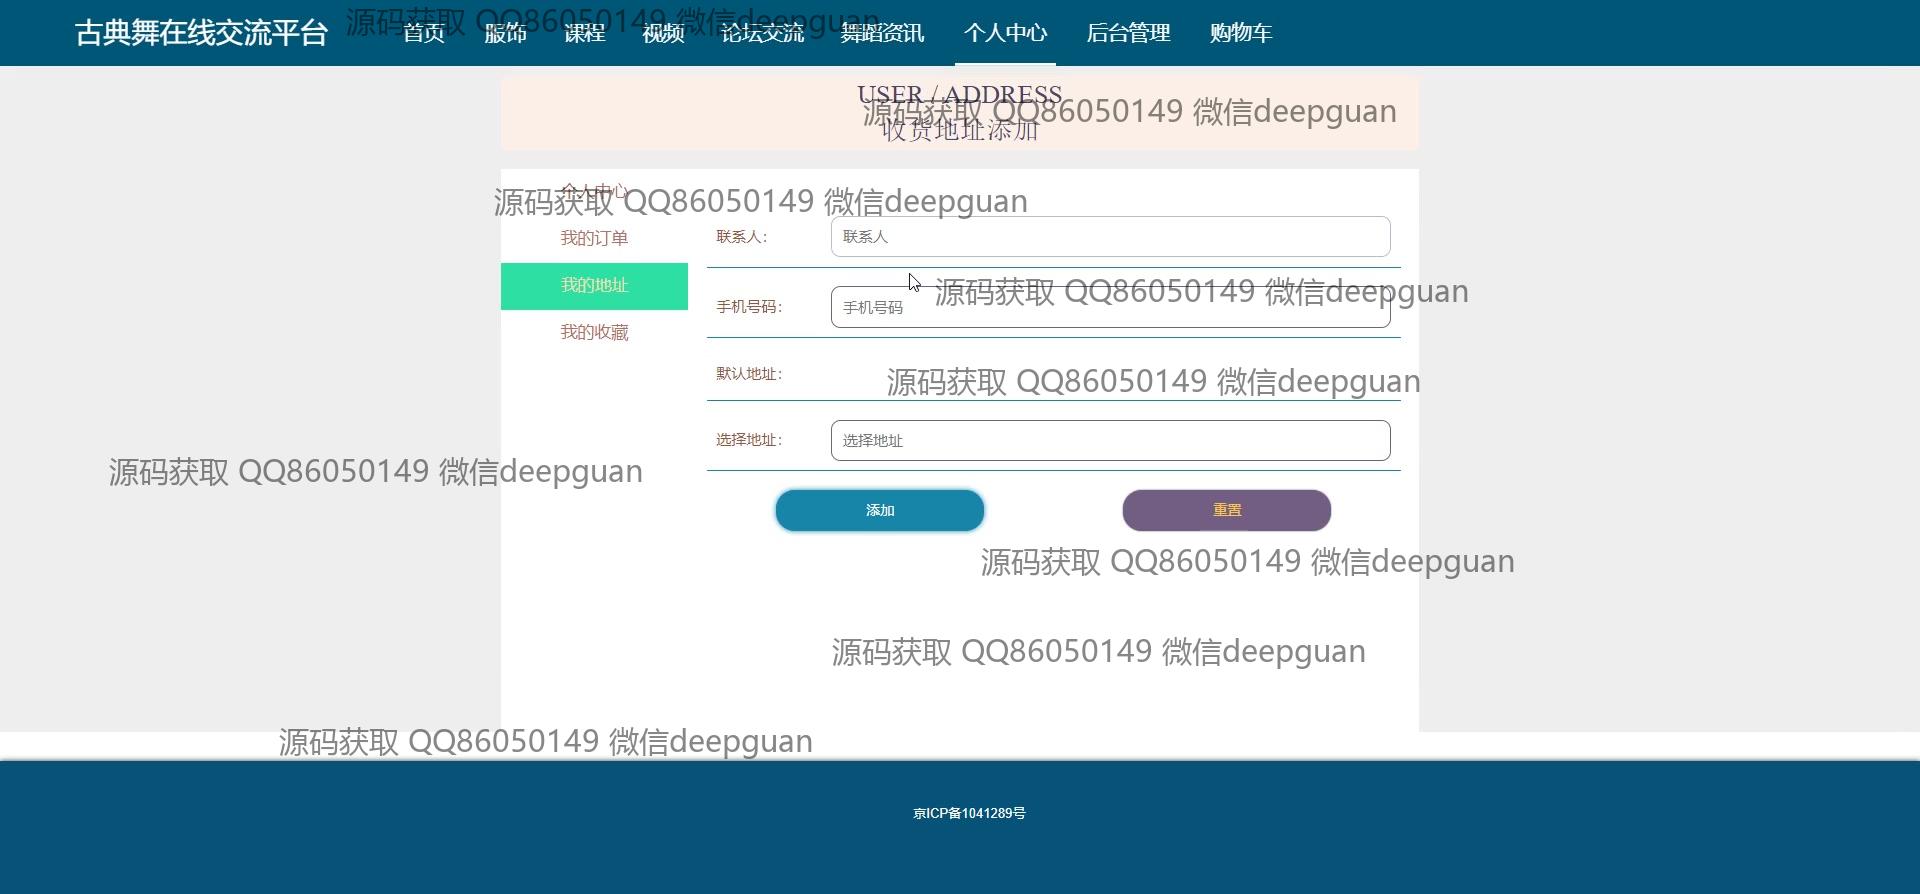 古典舞在线交流平台
首页 服饰 课程 视频 论坛交流 舞蹈资讯 个人中心 后台管理 购物车
源码获取 QQ86050149 微信deepguan
USER / ADDRESS
源码获取 QQ86050149 微信deepguan
收货地址添加
个人中心
源码获取 QQ86050149 微信deepguan
我的订单
联系人: 联系人
我的地址
源码获取 QQ86050149 微信deepguan
手机号码: 手机号码
我的收藏
默认地址:
源码获取 QQ86050149 微信deepguan
选择地址: 选择地址
源码获取 QQ86050149 微信deepguan
添加 重置
源码获取 QQ86050149 微信deepguan
源码获取 QQ86050149 微信deepguan
源码获取 QQ86050149 微信deepguan
京ICP备1041289号